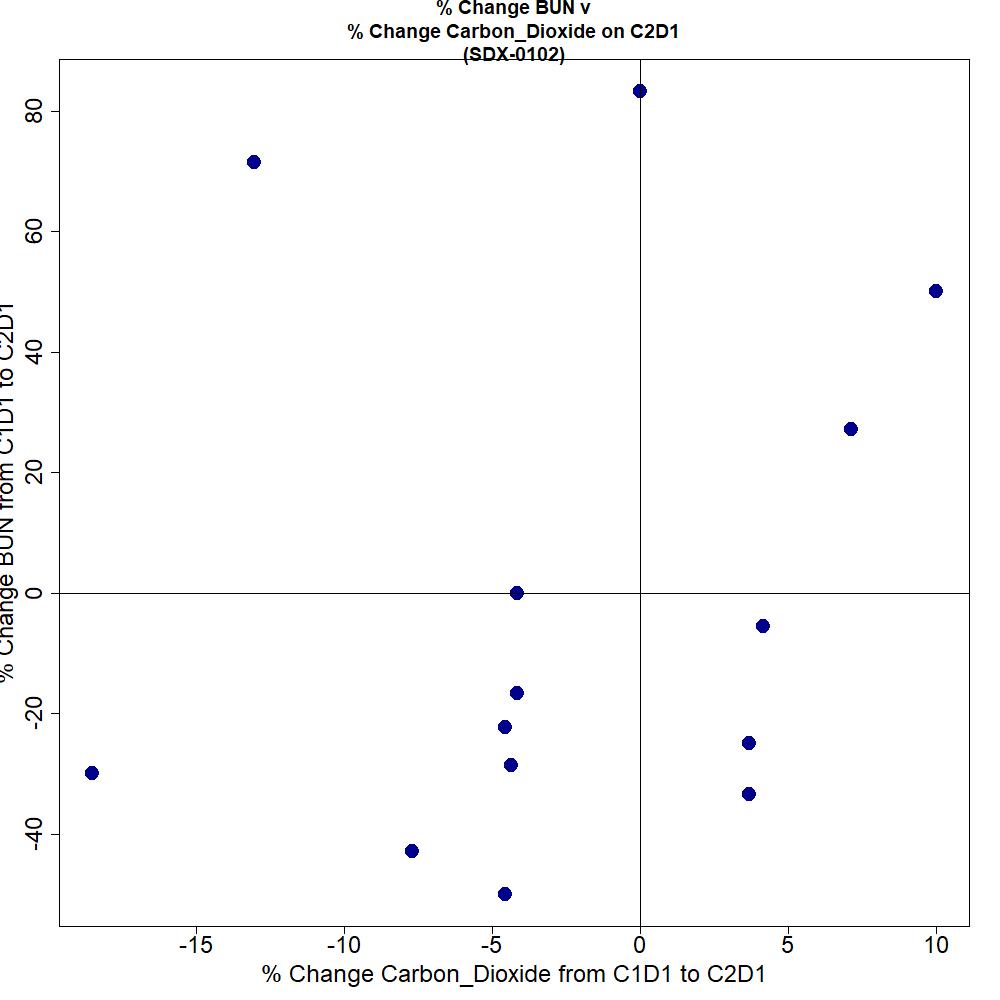 % Change BUN v
% Change Carbon_Dioxide on C2D1
(SDX-0102)
% Change BUN from C1D1 to C2D1
80
60
40
20
0
-20
-40
-15
-10
-5
0
5
10
% Change Carbon_Dioxide from C1D1 to C2D1